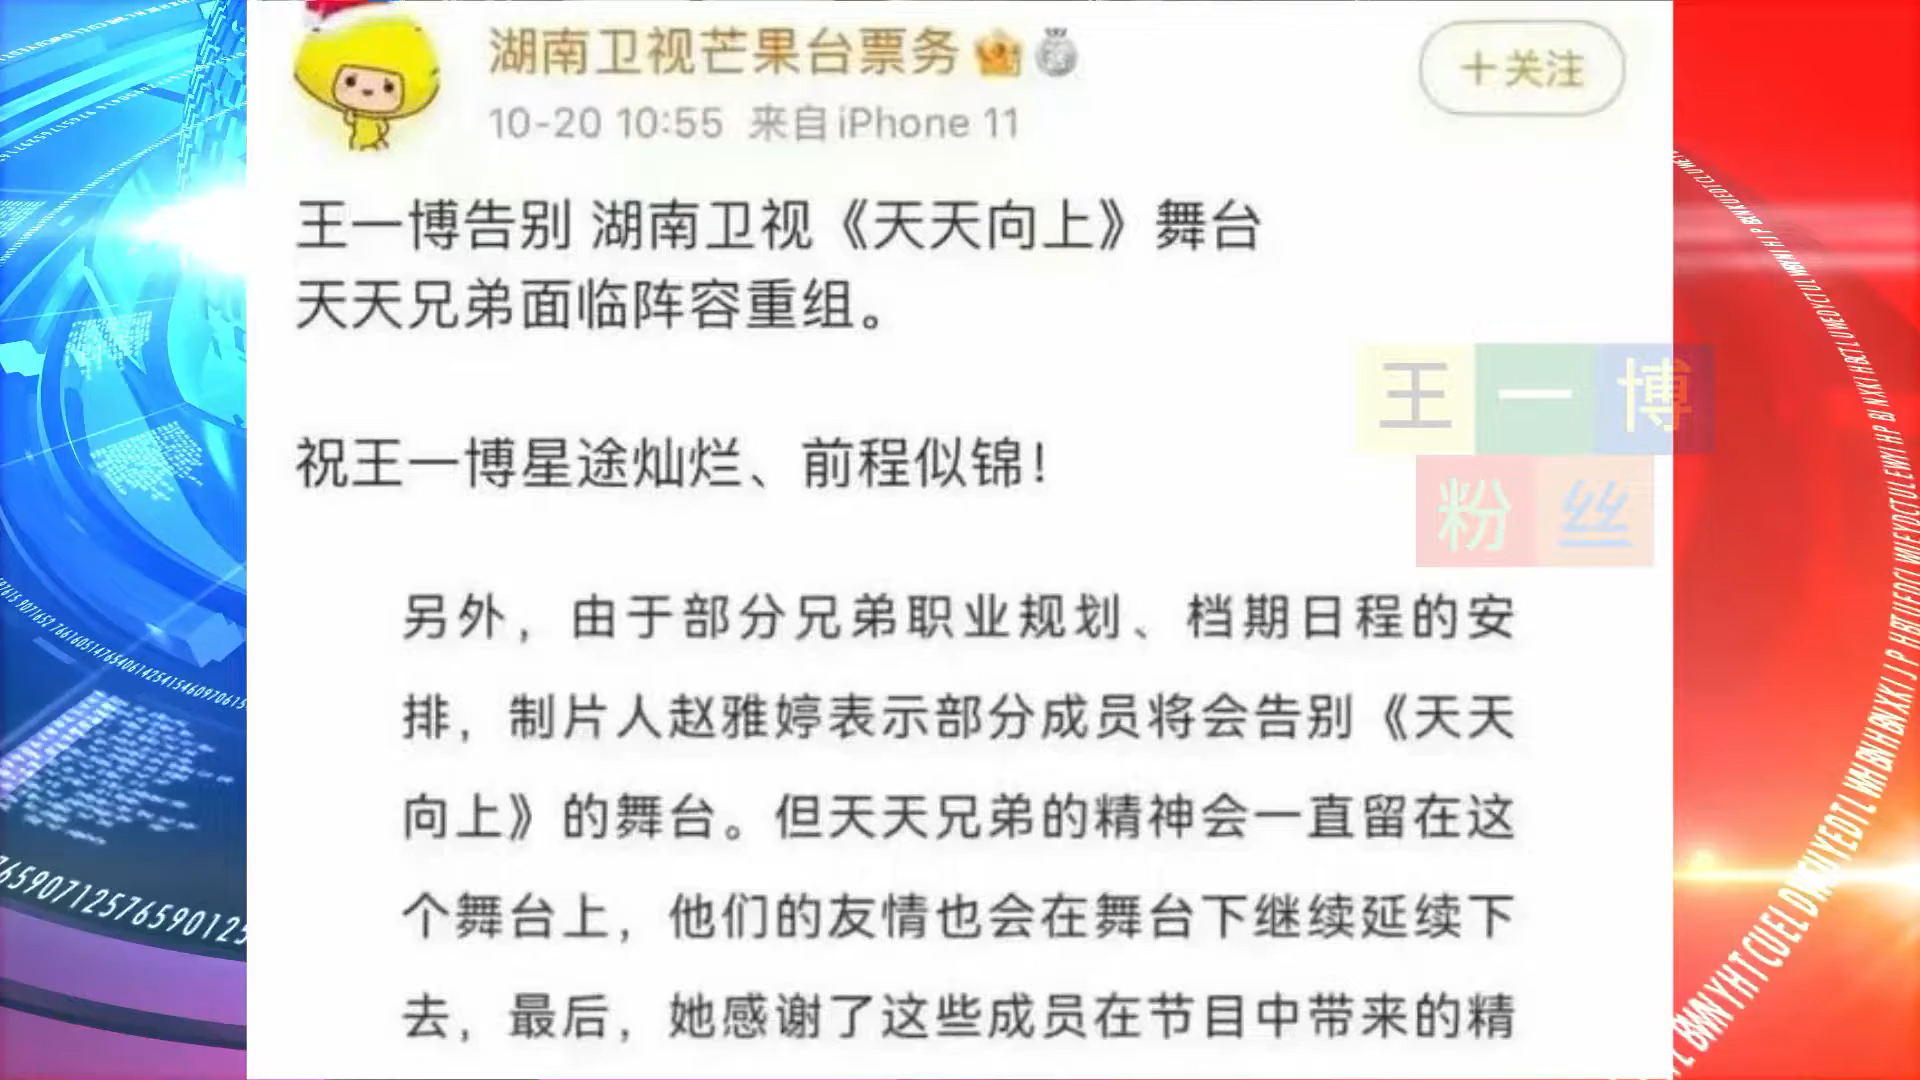 湖南卫视芒果台票务
+关注
10-20 10:55 来自 iPhone 11
王一博告别 湖南卫视《天天向上》舞台
天天兄弟面临阵容重组。
王一博
粉丝
祝王一博星途灿烂、前程似锦!
另外，由于部分兄弟职业规划、档期日程的安
排，制片人赵雅婷表示部分成员将会告别《天天
向上》的舞台。但天天兄弟的精神会一直留在这
个舞台上，他们的友情也会在舞台下继续延续下
去，最后，她感谢了这些成员在节目中带来的精